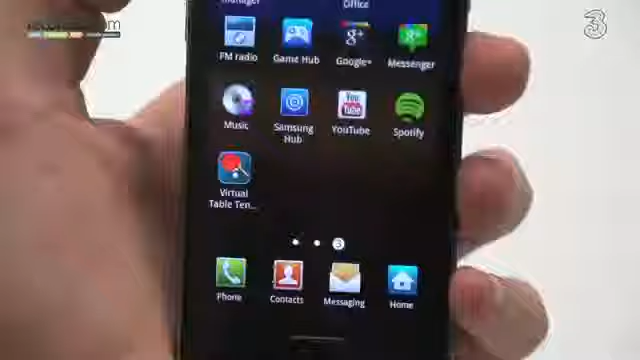 manager
Office
FM radio
Game Hub
Google+
Messenger
Music
Samsung Hub
YouTube
Spotify
Virtual Table Ten...
3
Phone
Contacts
Messaging
Home
3